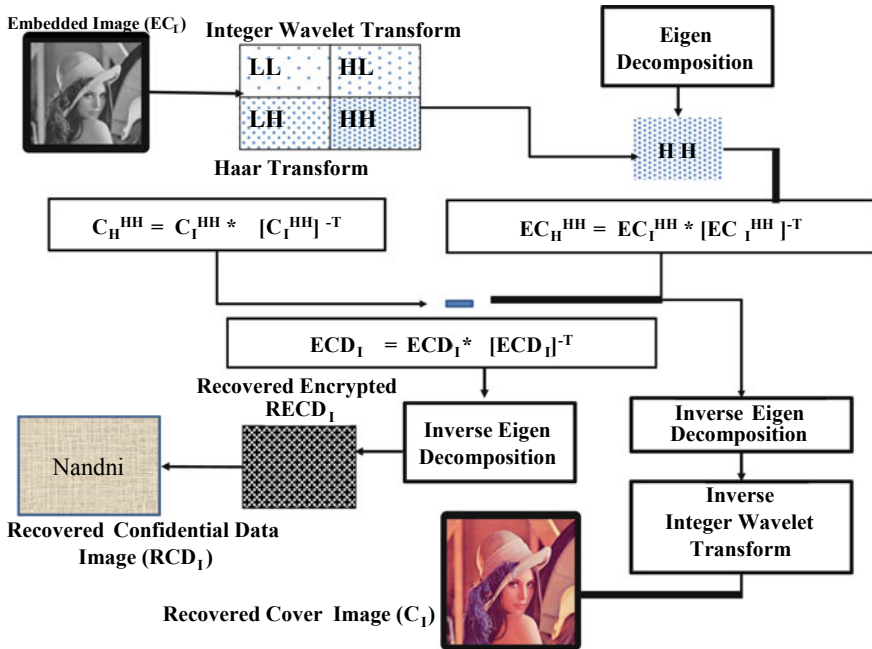 Embedded Image (EC_I)
Integer Wavelet Transform
LL HL
LH HH
Haar Transform
Eigen
Decomposition
H H
C_H^HH = C_I^HH * [C_I^HH] ^-T
EC_H^HH = EC_I^HH * [EC _I^HH ]^-T
ECD_I = ECD_I* [ECD_I]^-T
Recovered Encrypted
RECD_I
Inverse Eigen
Decomposition
Inverse Eigen
Decomposition
Nandni
Recovered Confidential Data
Image (RCD_I)
Inverse
Integer Wavelet
Transform
Recovered Cover Image (C_I)